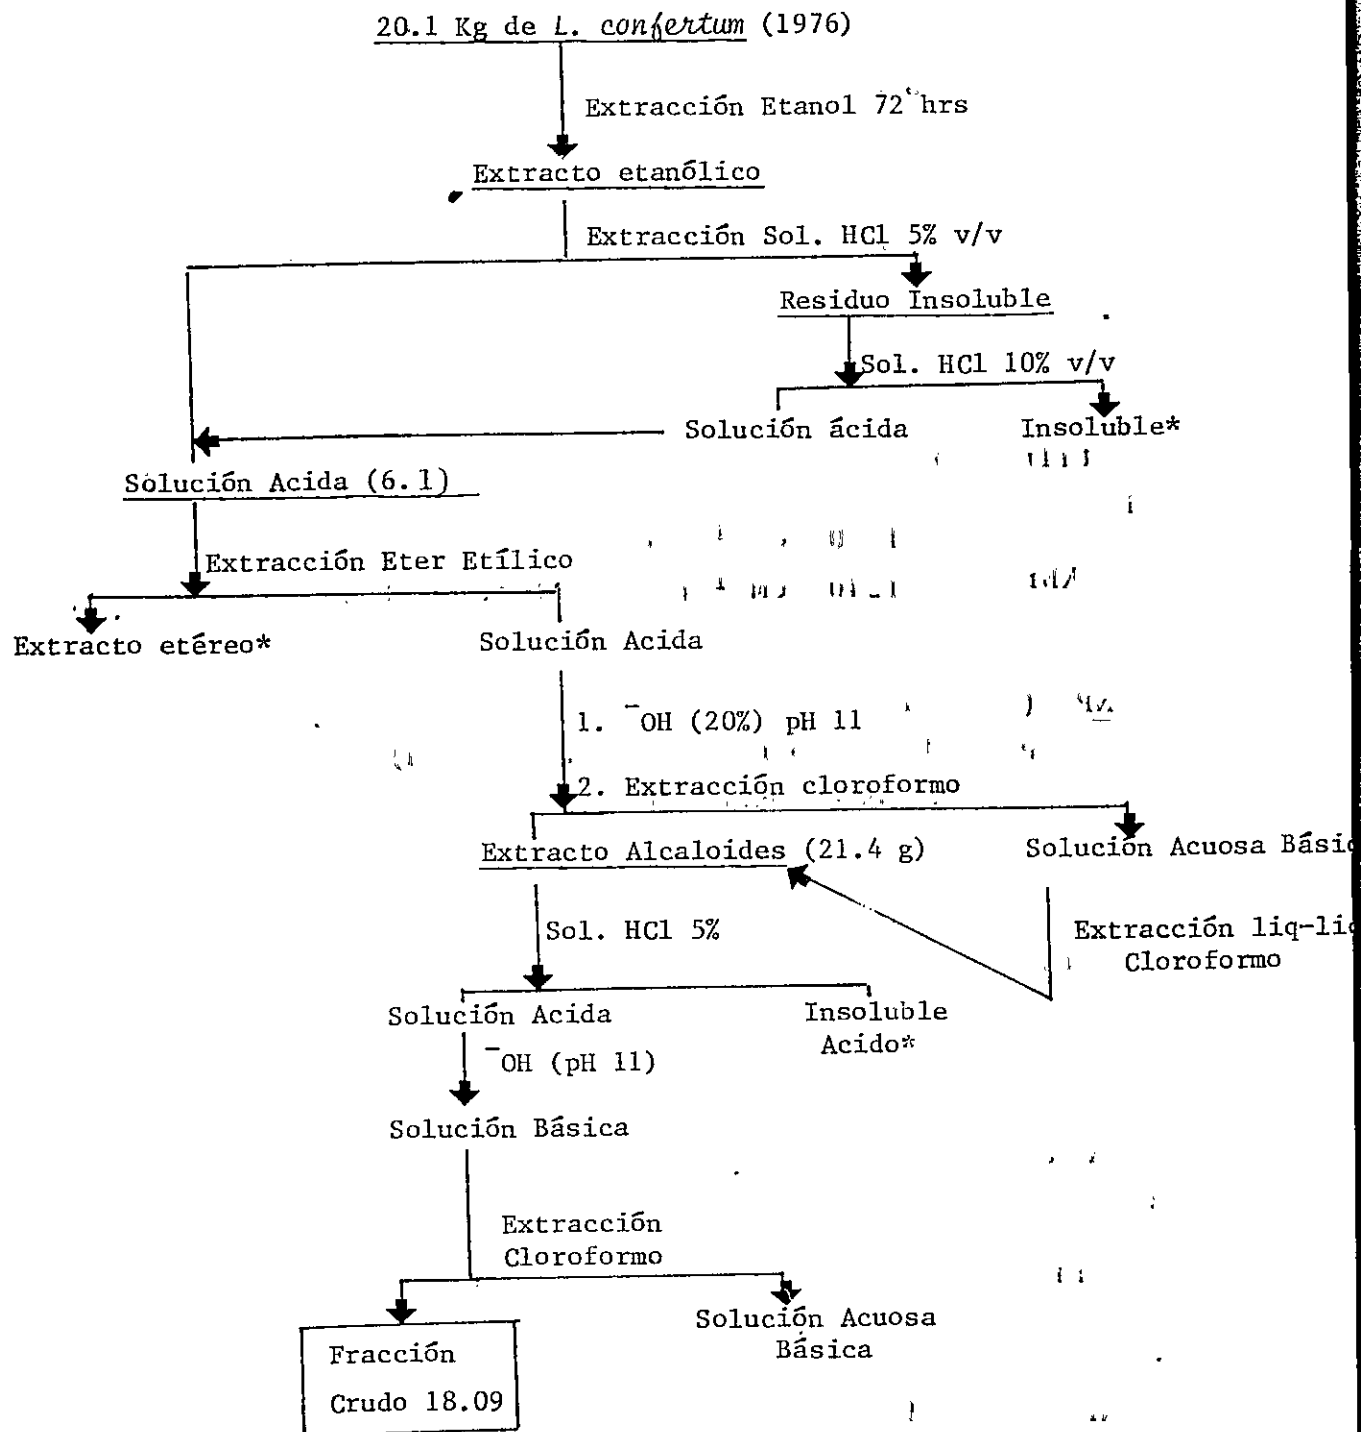 20.1 Kg de L. confertum (1976)
Extracción Etanol 72 hrs
Extracto etanólico
Extracción Sol. HCl 5% v/v
Residuo Insoluble
Sol. HCl 10% v/v
Solución ácida
Insoluble*
Solución Acida (6.1)
Extracción Eter Etílico
Extracto etéreo*
Solución Acida
1. ¯OH (20%) pH 11
2. Extracción cloroformo
Extracto Alcaloides (21.4 g)
Solución Acuosa Básic
Sol. HCl 5%
Extracción liq-liq
Cloroformo
Solución Acida
Insoluble
Acido*
¯OH (pH 11)
Solución Básica
Extracción
Cloroformo
Solución Acuosa
Básica
Fracción
Crudo 18.09